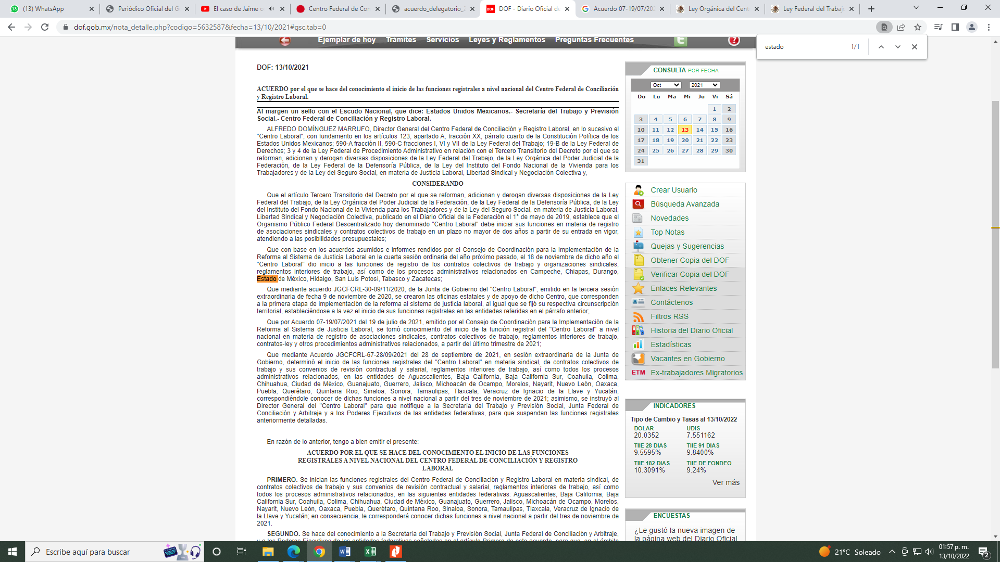 (13) WhatsApp
Periódico Oficial del G
El caso de Jaime
Centro Federal de Con
acuerdo_delegatorio_2
DOF - Diario Oficial de
Acuerdo 07-19/07/202
Ley Orgánica del Cent
Ley Federal del Trabajo
dof.gob.mx/nota_detalle.php?codigo=5632587&fecha=13/10/2021#gsc.tab=0
estado 1/1
Ejemplar de hoy Trámites Servicios Leyes y Reglamentos Preguntas Frecuentes
DOF: 13/10/2021
ACUERDO por el que se hace del conocimiento el inicio de las funciones registrales a nivel nacional del Centro Federal de Conciliación
y Registro Laboral.
Al margen un sello con el Escudo Nacional, que dice: Estados Unidos Mexicanos.- Secretaría del Trabajo y Previsión
Social.- Centro Federal de Conciliación y Registro Laboral.
ALFREDO DOMÍNGUEZ MARRUFO, Director General del Centro Federal de Conciliación y Registro Laboral, en lo sucesivo el
"Centro Laboral", con fundamento en los artículos 123, apartado A, fracción XX, párrafo cuarto de la Constitución Política de los
Estados Unidos Mexicanos; 590-A fracción II, 590-C fracciones I, VI y VII de la Ley Federal del Trabajo; 19-B de la Ley Federal de
Derechos; 3 y 4 de la Ley Federal de Procedimiento Administrativo en relación con el Tercero Transitorio del Decreto por el que se
reforman, adicionan y derogan diversas disposiciones de la Ley Federal del Trabajo, de la Ley Orgánica del Poder Judicial de la
Federación, de la Ley Federal de la Defensoría Pública, de la Ley del Instituto del Fondo Nacional de la Vivienda para los
Trabajadores y de la Ley del Seguro Social, en materia de Justicia Laboral, Libertad Sindical y Negociación Colectiva y,
CONSIDERANDO
Que el artículo Tercero Transitorio del Decreto por el que se reforman, adicionan y derogan diversas disposiciones de la Ley
Federal del Trabajo, de la Ley Orgánica del Poder Judicial de la Federación, de la Ley Federal de la Defensoría Pública, de la Ley
del Instituto del Fondo Nacional de la Vivienda para los Trabajadores y de la Ley del Seguro Social, en materia de Justicia Laboral,
Libertad Sindical y Negociación Colectiva, publicado en el Diario Oficial de la Federación el 1° de mayo de 2019, establece que el
Organismo Público Federal Descentralizado hoy denominado "Centro Laboral" debe iniciar sus funciones en materia de registro
de asociaciones sindicales y contratos colectivos de trabajo en un plazo no mayor de dos años a partir de su entrada en vigor,
atendiendo a las posibilidades presupuestales;
Que con base en los acuerdos asumidos e informes rendidos por el Consejo de Coordinación para la Implementación de la
Reforma al Sistema de Justicia Laboral en la cuarta sesión ordinaria del año próximo pasado, el 18 de noviembre de dicho año el
"Centro Laboral" dio inicio a las funciones de registro de los contratos colectivos de trabajo y organizaciones sindicales,
reglamentos interiores de trabajo, así como de los procesos administrativos relacionados en Campeche, Chiapas, Durango,
Estado de México, Hidalgo, San Luis Potosí, Tabasco y Zacatecas;
Que mediante acuerdo JGCFCRL-30-09/11/2020, de la Junta de Gobierno del "Centro Laboral", emitido en la tercera sesión
extraordinaria de fecha 9 de noviembre de 2020, se crearon las oficinas estatales y de apoyo de dicho Centro, que corresponden
a la primera etapa de implementación de la reforma al sistema de justicia laboral, al igual que se fijó su respectiva circunscripción
territorial, estableciéndose a la vez el inicio de sus funciones registrales en las entidades referidas en el párrafo anterior;
Que por Acuerdo 07-19/07/2021 del 19 de julio de 2021, emitido por el Consejo de Coordinación para la Implementación de la
Reforma al Sistema de Justicia Laboral, se tomó conocimiento del inicio de la función registral del "Centro Laboral" a nivel
nacional en materia de registro de asociaciones sindicales, contratos colectivos de trabajo, reglamentos interiores de trabajo,
contratos-ley y otros procedimientos administrativos relacionados, a partir del último trimestre de 2021;
Que mediante Acuerdo JGCFCRL-67-28/09/2021 del 28 de septiembre de 2021, en sesión extraordinaria de la Junta de
Gobierno, determinó el inicio de las funciones registrales del "Centro Laboral" en materia sindical, de contratos colectivos de
trabajo y sus convenios de revisión contractual y salarial, reglamentos interiores de trabajo, así como todos los procesos
administrativos relacionados, en las entidades de Aguascalientes, Baja California, Baja California Sur, Coahuila, Colima,
Chihuahua, Ciudad de México, Guanajuato, Guerrero, Jalisco, Michoacán de Ocampo, Morelos, Nayarit, Nuevo León, Oaxaca,
Puebla, Querétaro, Quintana Roo, Sinaloa, Sonora, Tamaulipas, Tlaxcala, Veracruz de Ignacio de la Llave y Yucatán,
correspondiéndole conocer de dichas funciones a nivel nacional a partir del tres de noviembre de 2021; asimismo, se instruyó al
Director General del "Centro Laboral" para que notifique a la Secretaría del Trabajo y Previsión Social, Junta Federal de
Conciliación y Arbitraje y a los Poderes Ejecutivos de las entidades federativas, para que suspendan las funciones registrales
anteriormente detalladas.
En razón de lo anterior, tengo a bien emitir el presente:
ACUERDO POR EL QUE SE HACE DEL CONOCIMIENTO EL INICIO DE LAS FUNCIONES
REGISTRALES A NIVEL NACIONAL DEL CENTRO FEDERAL DE CONCILIACIÓN Y REGISTRO
LABORAL
PRIMERO. Se inician las funciones registrales del Centro Federal de Conciliación y Registro Laboral en materia sindical, de
contratos colectivos de trabajo y sus convenios de revisión contractual y salarial, reglamentos interiores de trabajo, así como
todos los procesos administrativos relacionados, en las siguientes entidades federativas: Aguascalientes, Baja California, Baja
California Sur, Coahuila, Colima, Chihuahua, Ciudad de México, Guanajuato, Guerrero, Jalisco, Michoacán de Ocampo, Morelos,
Nayarit, Nuevo León, Oaxaca, Puebla, Querétaro, Quintana Roo, Sinaloa, Sonora, Tamaulipas, Tlaxcala, Veracruz de Ignacio de
la Llave y Yucatán; en consecuencia, le corresponderá conocer dichas funciones a nivel nacional a partir del tres de noviembre de
2021.
SEGUNDO. Se hace del conocimiento a la Secretaría del Trabajo y Previsión Social, Junta Federal de Conciliación y Arbitraje,
y a los Poderes Ejecutivos de las entidades federativas señaladas en el artículo Primero de este acuerdo, para que, en el ámbito
CONSULTA POR FECHA
Oct 2021
Do Lu Ma Mi Ju Vi Sá
1 2
3 4 5 6 7 8 9
10 11 12 13 14 15 16
17 18 19 20 21 22 23
24 25 26 27 28 29 30
31
Crear Usuario
Búsqueda Avanzada
Novedades
Top Notas
Quejas y Sugerencias
Obtener Copia del DOF
Verificar Copia del DOF
Enlaces Relevantes
Contáctenos
Filtros RSS
Historia del Diario Oficial
Estadísticas
Vacantes en Gobierno
ETM Ex-trabajadores Migratorios
INDICADORES
Tipo de Cambio y Tasas al 13/10/2022
DOLAR UDIS
20.0352 7.551162
TIIE 28 DIAS TIIE 91 DIAS
9.5595% 9.8400%
TIIE 182 DIAS TIIE DE FONDEO
10.3091% 9.24%
Ver más
ENCUESTAS
¿Le gustó la nueva imagen de
la página web del Diario Oficial
Escribe aquí para buscar
21°C Soleado
01:57 p. m.
13/10/2022
2